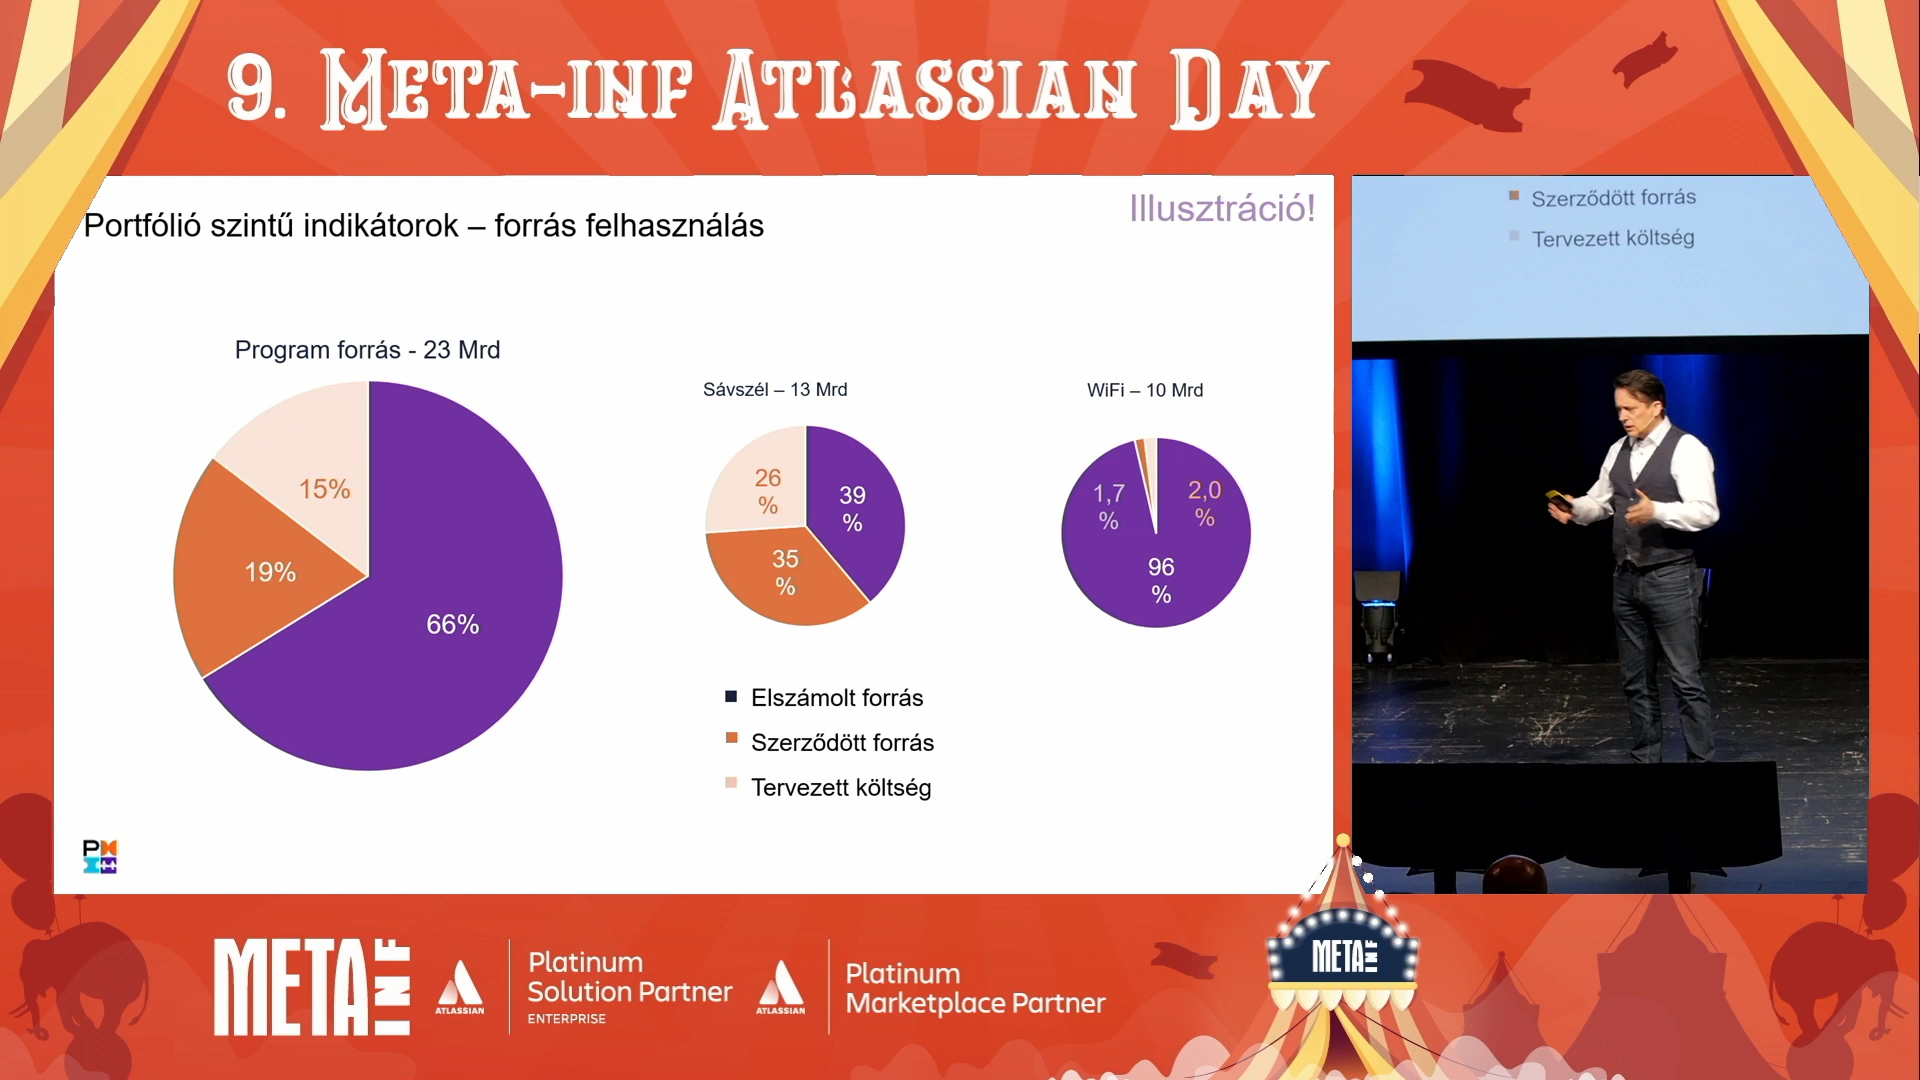 9. META-INF ATLASSIAN DAY
Portfólió szintű indikátorok – forrás felhasználás
Illusztráció!
Program forrás - 23 Mrd
15%
19%
66%
Sávszél – 13 Mrd
26
%
39
%
35
%
WiFi – 10 Mrd
1,7
%
2,0
%
96
%
Elszámolt forrás
Szerződött forrás
Tervezett költség
PM
Szerződött forrás
Tervezett költség
META INF
ATLASSIAN
Platinum
Solution Partner
ENTERPRISE
ATLASSIAN
Platinum
Marketplace Partner
META INF